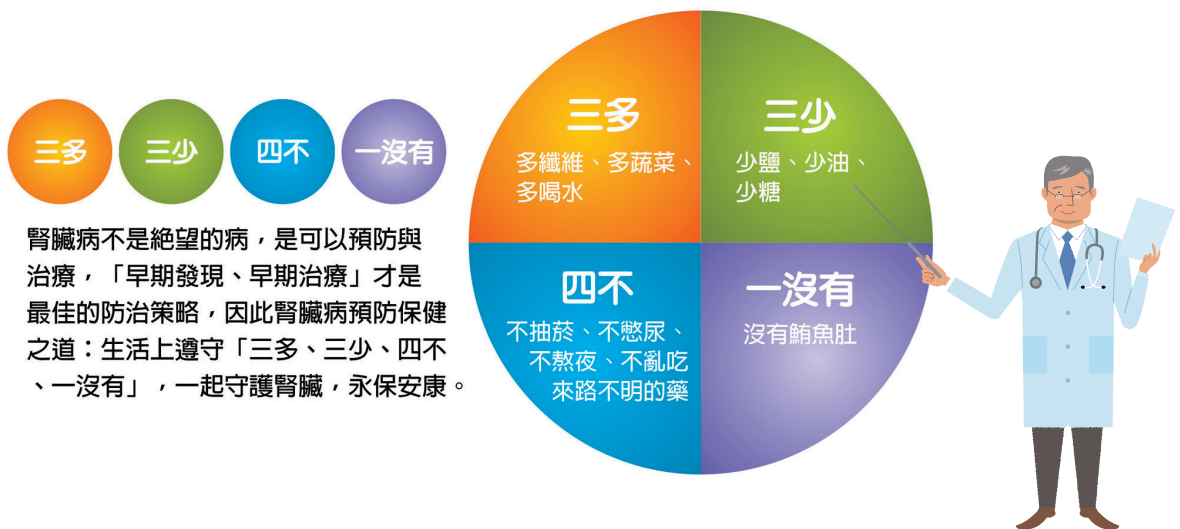 三多
三少
四不
一沒有
腎臟病不是絕望的病，是可以預防與
治療，「早期發現、早期治療」才是
最佳的防治策略，因此腎臟病預防保健
之道：生活上遵守「三多、三少、四不
、一沒有」，一起守護腎臟，永保安康。
三多
多纖維、多蔬菜、
多喝水
三少
少鹽、少油、
少糖
四不
不抽菸、不憋尿、
不熬夜、不亂吃
來路不明的藥
一沒有
沒有鮪魚肚